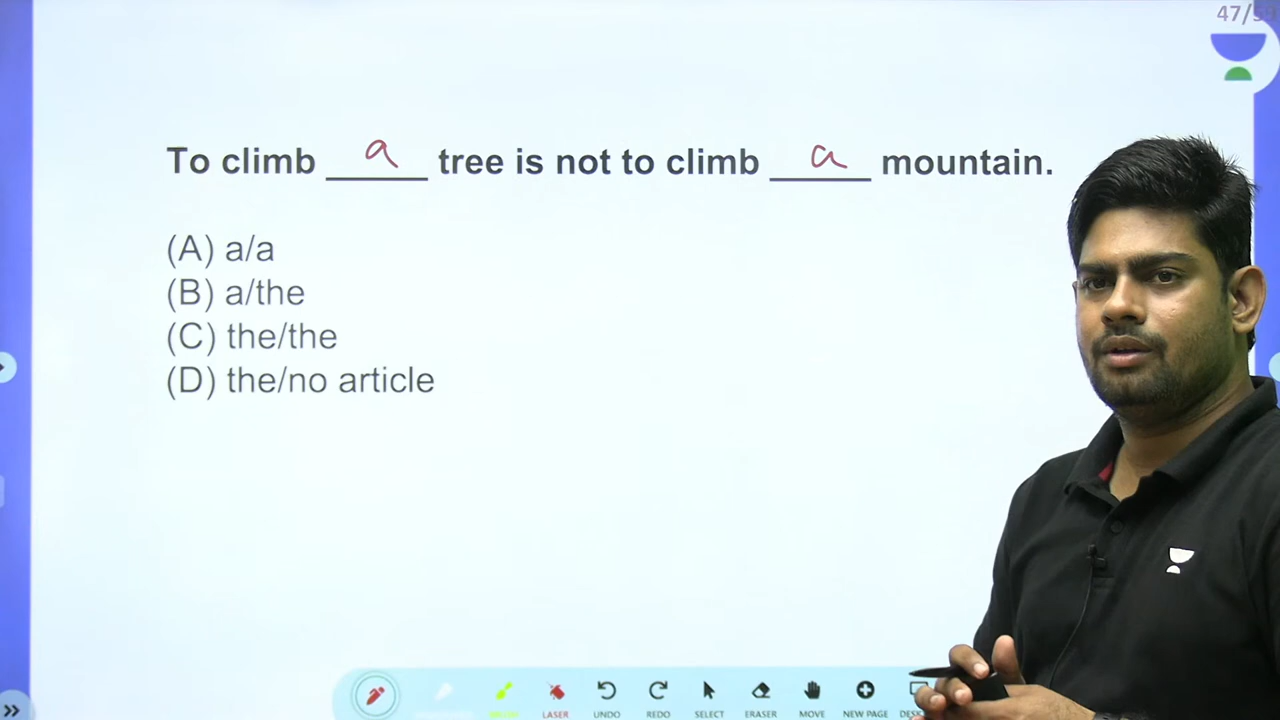 47/59
To climb a tree is not to climb a mountain.
(A) a/a
(B) a/the
(C) the/the
(D) the/no article
LASER UNDO REDO SELECT ERASER MOVE NEW PAGE